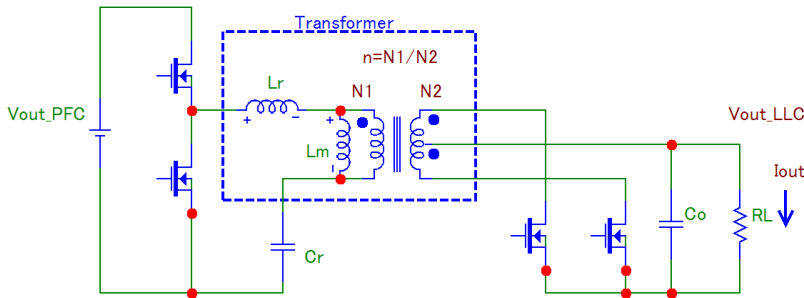 Transformer
n=N1/N2
Lr
N1
N2
Vout_PFC
Vout_LLC
+
−
+
Lm
−
Iout
Co
RL
Cr